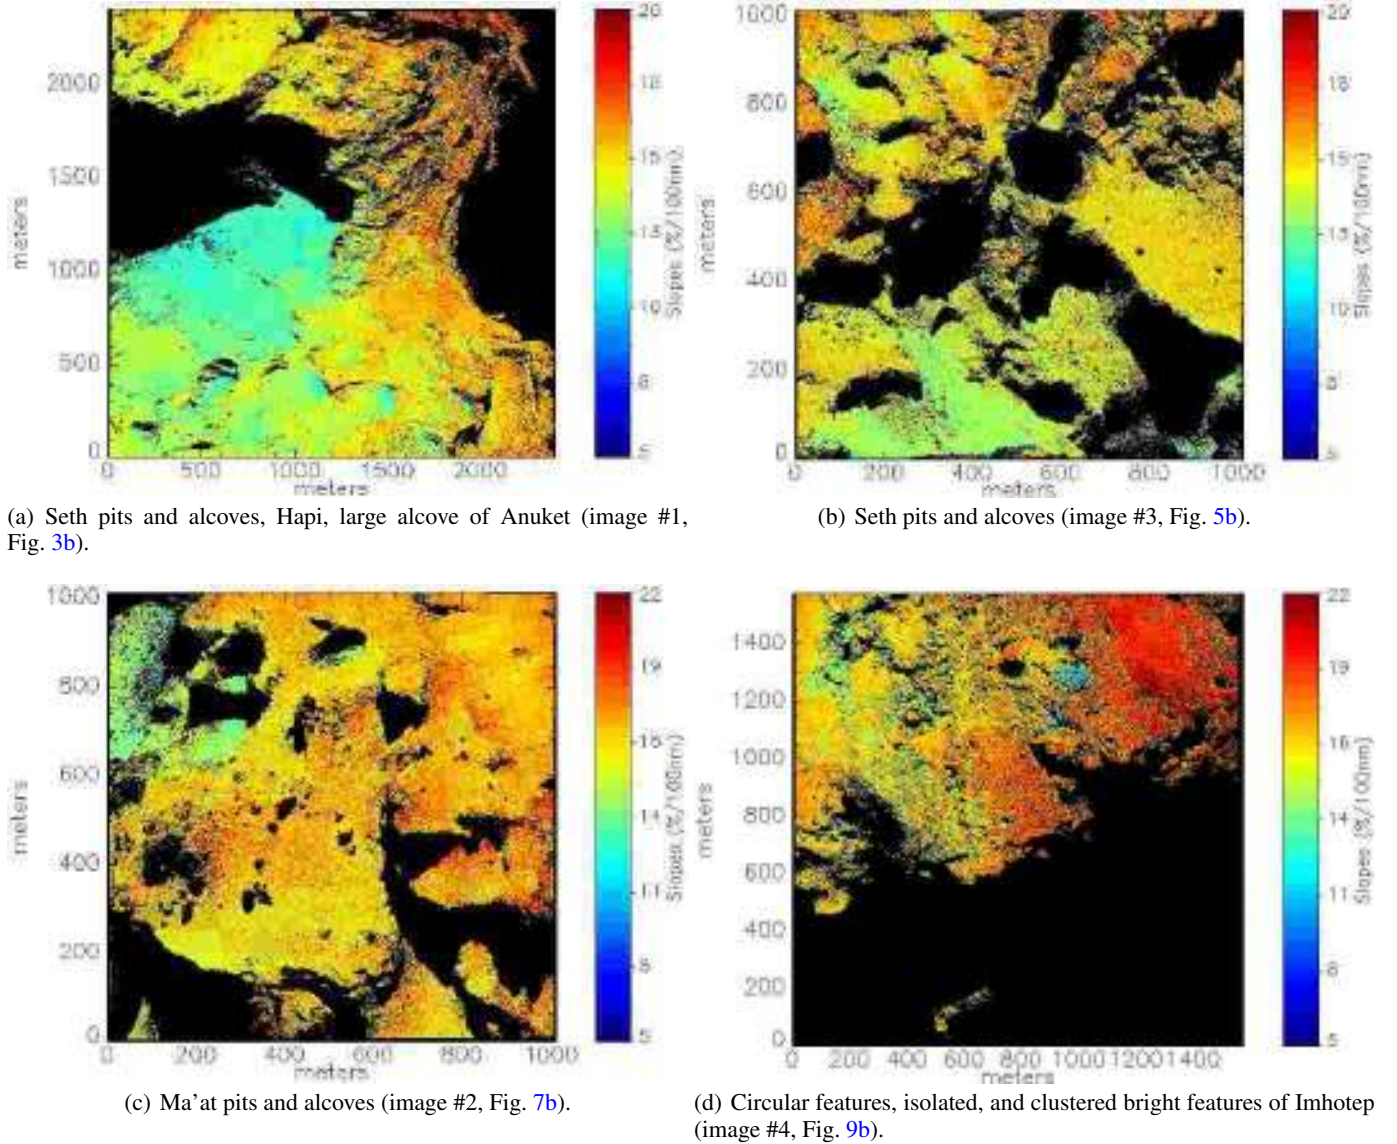 2000
1500
1000
500
0
meters
0 500 1000 1500 2000
meters
20
18
15
13
10
8
5
Slopes (%/100nm)
(a) Seth pits and alcoves, Hapi, large alcove of Anuket (image #1,
Fig. 3b).
1000
800
600
400
200
0
meters
0 200 400 600 800 1000
meters
20
18
15
13
10
8
5
Slopes (%/100nm)
(b) Seth pits and alcoves (image #3, Fig. 5b).
1000
800
600
400
200
0
meters
0 200 400 600 800 1000
meters
22
19
16
14
11
8
5
Slopes (%/100nm)
(c) Ma'at pits and alcoves (image #2, Fig. 7b).
1400
1200
1000
800
600
400
200
0
meters
0 200 400 600 800 1000 1200 1400
meters
22
19
16
14
11
8
5
Slopes (%/100nm)
(d) Circular features, isolated, and clustered bright features of Imhotep
(image #4, Fig. 9b).